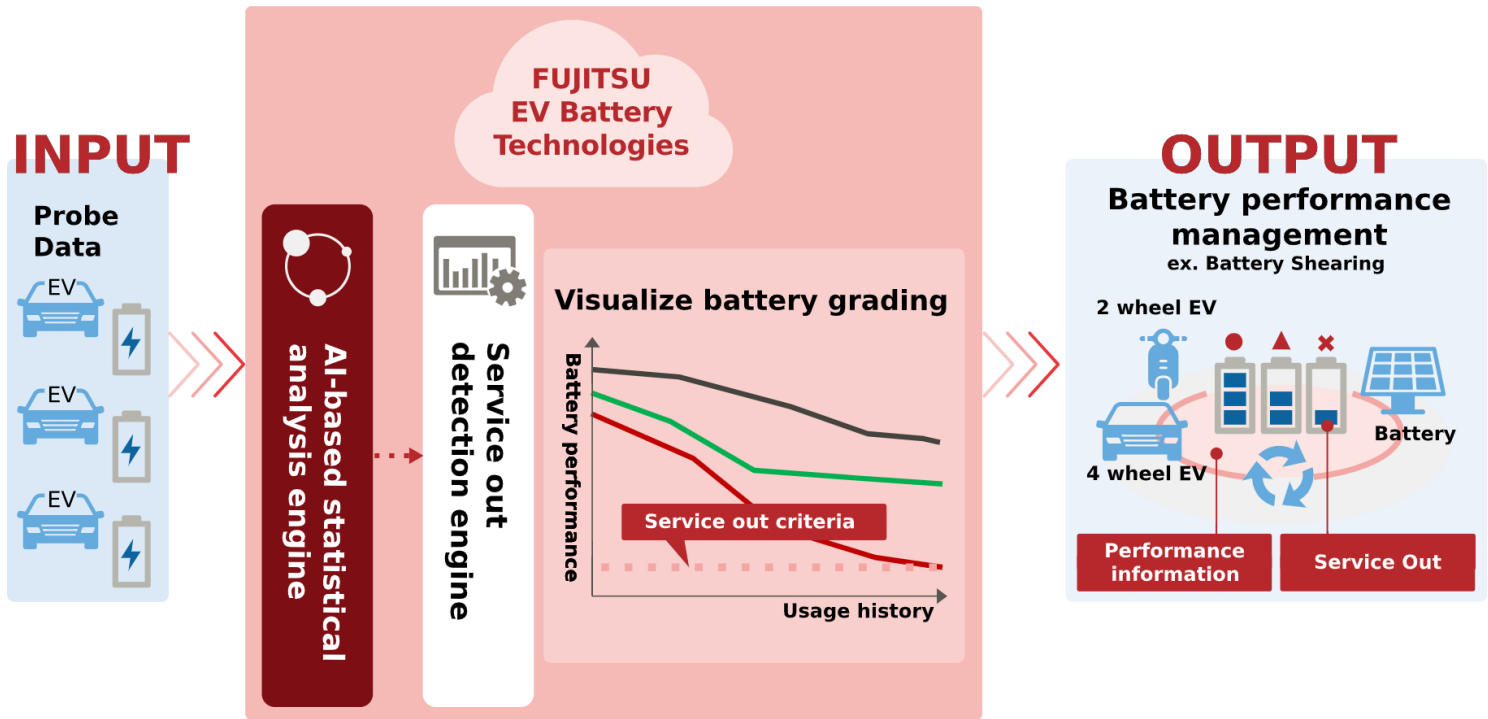 INPUT
Probe
Data
EV
EV
EV
FUJITSU
EV Battery
Technologies
AI-based statistical
analysis engine
Service out
detection engine
Visualize battery grading
Battery performance
Service out criteria
Usage history
OUTPUT
Battery performance
management
ex. Battery Shearing
2 wheel EV
4 wheel EV
Battery
Performance
information
Service Out